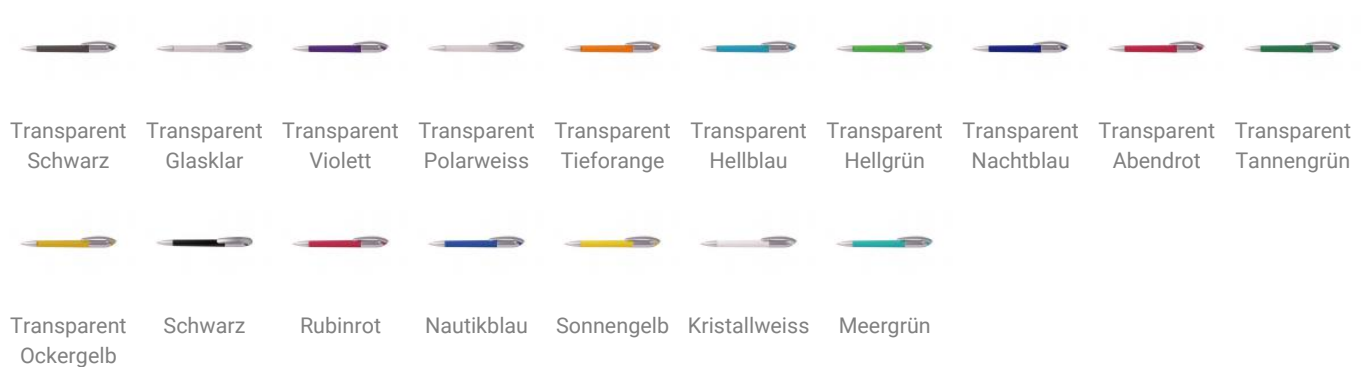 Transparent Schwarz
Transparent Glasklar
Transparent Violett
Transparent Polarweiss
Transparent Tieforange
Transparent Hellblau
Transparent Hellgrün
Transparent Nachtblau
Transparent Abendrot
Transparent Tannengrün
Transparent Ockergelb
Schwarz
Rubinrot
Nautikblau
Sonnengelb
Kristallweiss
Meergrün